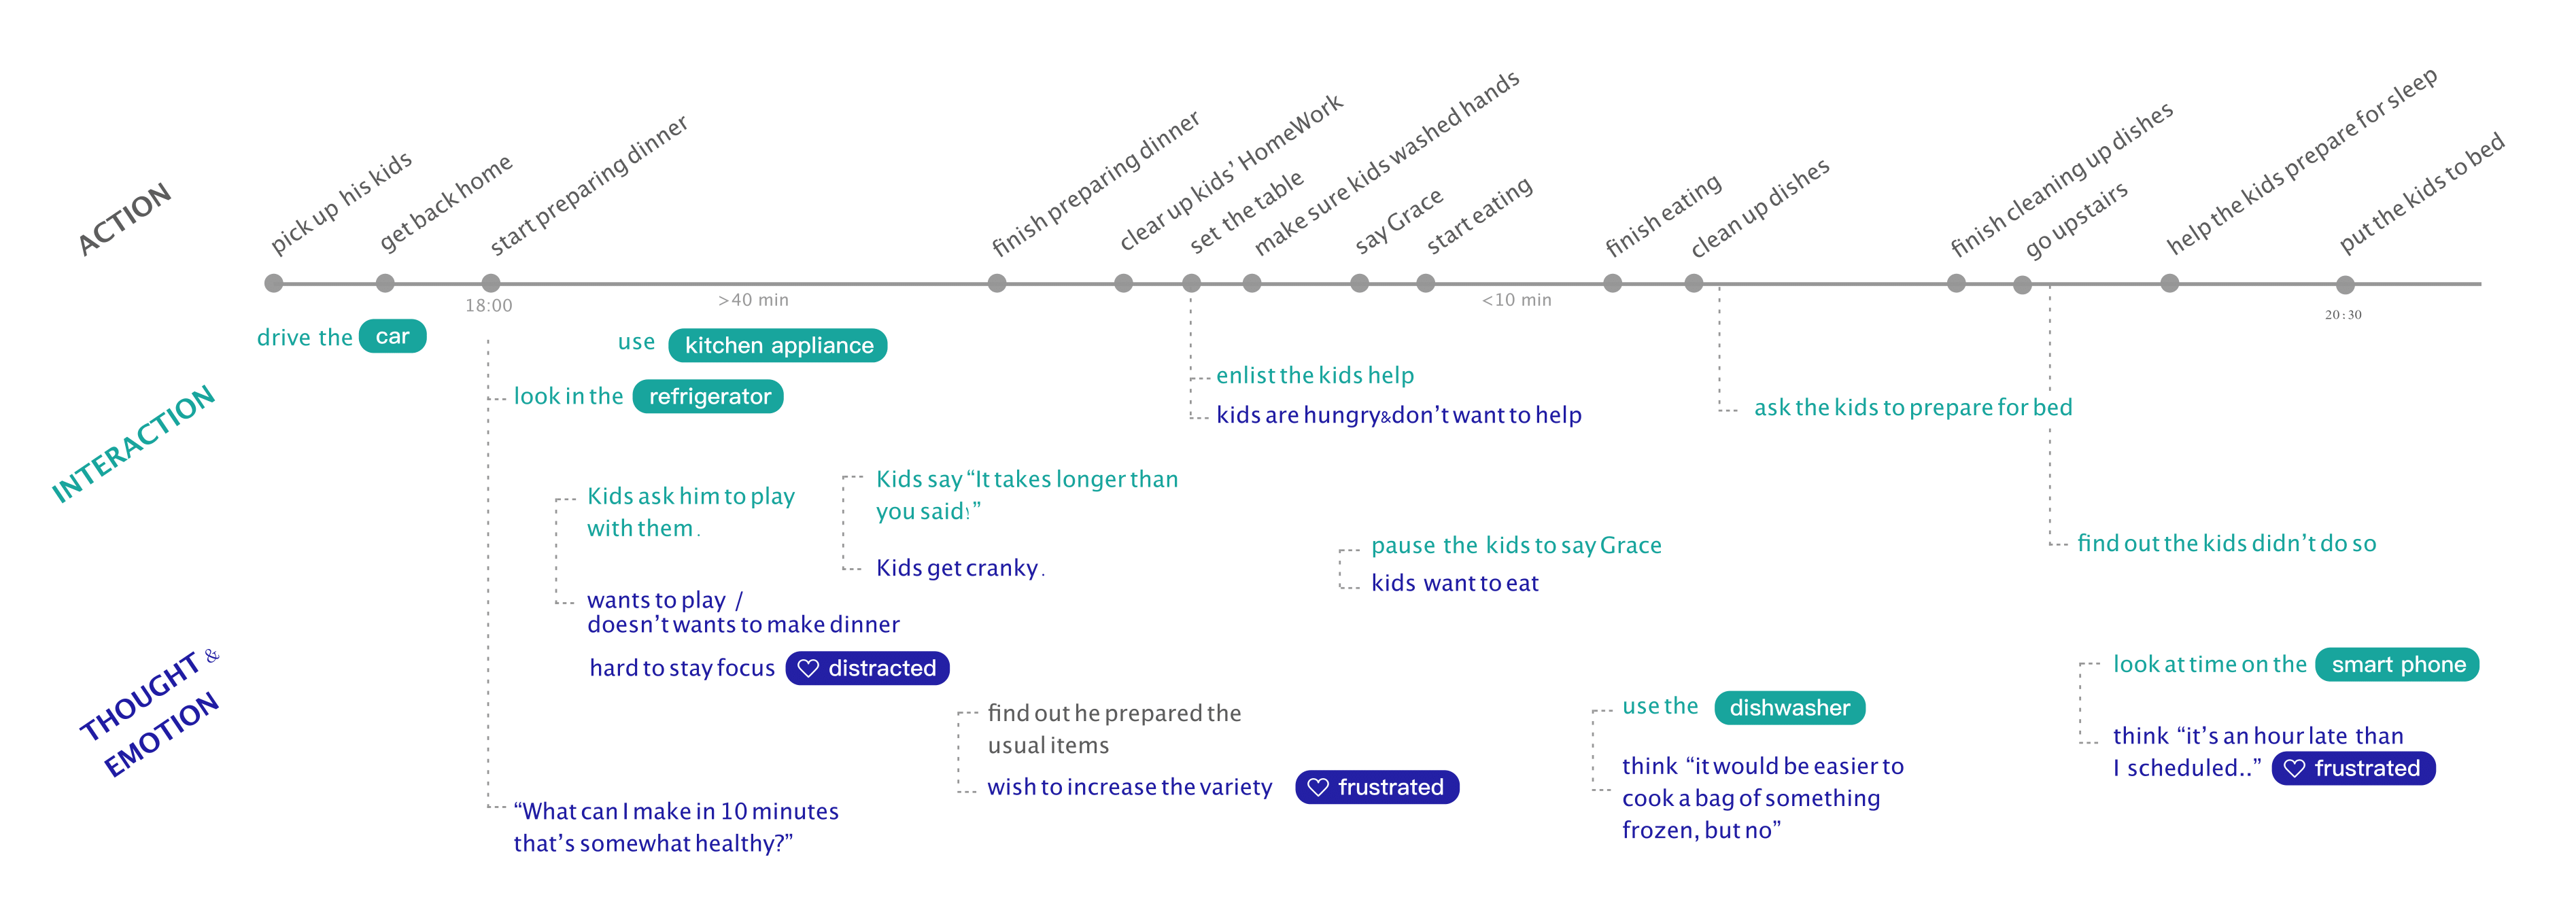 ACTION
pick up his kids
get back home
start preparing dinner
finish preparing dinner
clear up kids’ HomeWork
set the table
make sure kids washed hands
say Grace
start eating
finish eating
clean up dishes
finish cleaning up dishes
go upstairs
help the kids prepare for sleep
put the kids to bed
18:00
>40 min
<10 min
20:30
INTERACTION
drive the car
use kitchen appliance
look in the refrigerator
enlist the kids help
kids are hungry&don’t want to help
ask the kids to prepare for bed
Kids ask him to play
with them.
Kids say “It takes longer than
you said!”
Kids get cranky.
pause the kids to say Grace
kids want to eat
find out the kids didn’t do so
THOUGHT &
EMOTION
wants to play /
doesn’t wants to make dinner
hard to stay focus distracted
find out he prepared the
usual items
wish to increase the variety frustrated
“What can I make in 10 minutes
that’s somewhat healthy?”
use the dishwasher
think “it would be easier to
cook a bag of something
frozen, but no”
look at time on the smart phone
think “it’s an hour late than
I scheduled..” frustrated